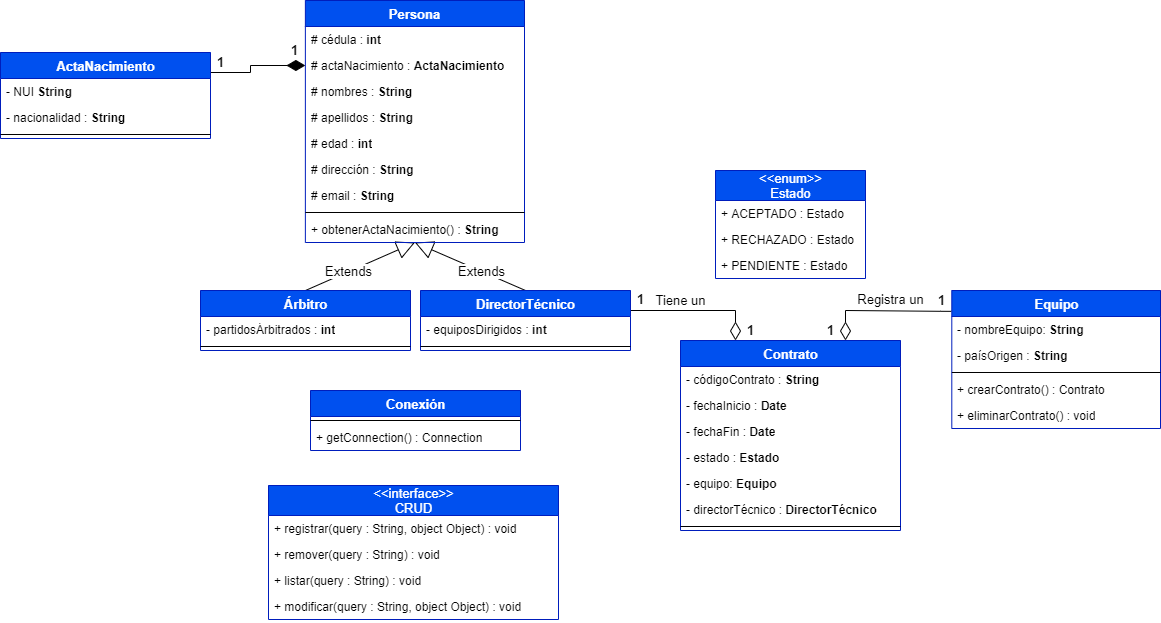 Persona
# cédula : int
# actaNacimiento : ActaNacimiento
# nombres : String
# apellidos : String
# edad : int
# dirección : String
# email : String
+ obtenerActaNacimiento() : String
1
1
ActaNacimiento
- NUI String
- nacionalidad : String
<<enum>>
Estado
+ ACEPTADO : Estado
+ RECHAZADO : Estado
+ PENDIENTE : Estado
Extends
Extends
Árbitro
- partidosArbitrados : int
DirectorTécnico
- equiposDirigidos : int
1 Tiene un
1
Registra un 1
1
Equipo
- nombreEquipo: String
- paísOrigen : String
+ crearContrato() : Contrato
+ eliminarContrato() : void
Contrato
- códigoContrato : String
- fechaInicio : Date
- fechaFin : Date
- estado : Estado
- equipo: Equipo
- directorTécnico : DirectorTécnico
Conexión
+ getConnection() : Connection
<<interface>>
CRUD
+ registrar(query : String, object Object) : void
+ remover(query : String) : void
+ listar(query : String) : void
+ modificar(query : String, object Object) : void